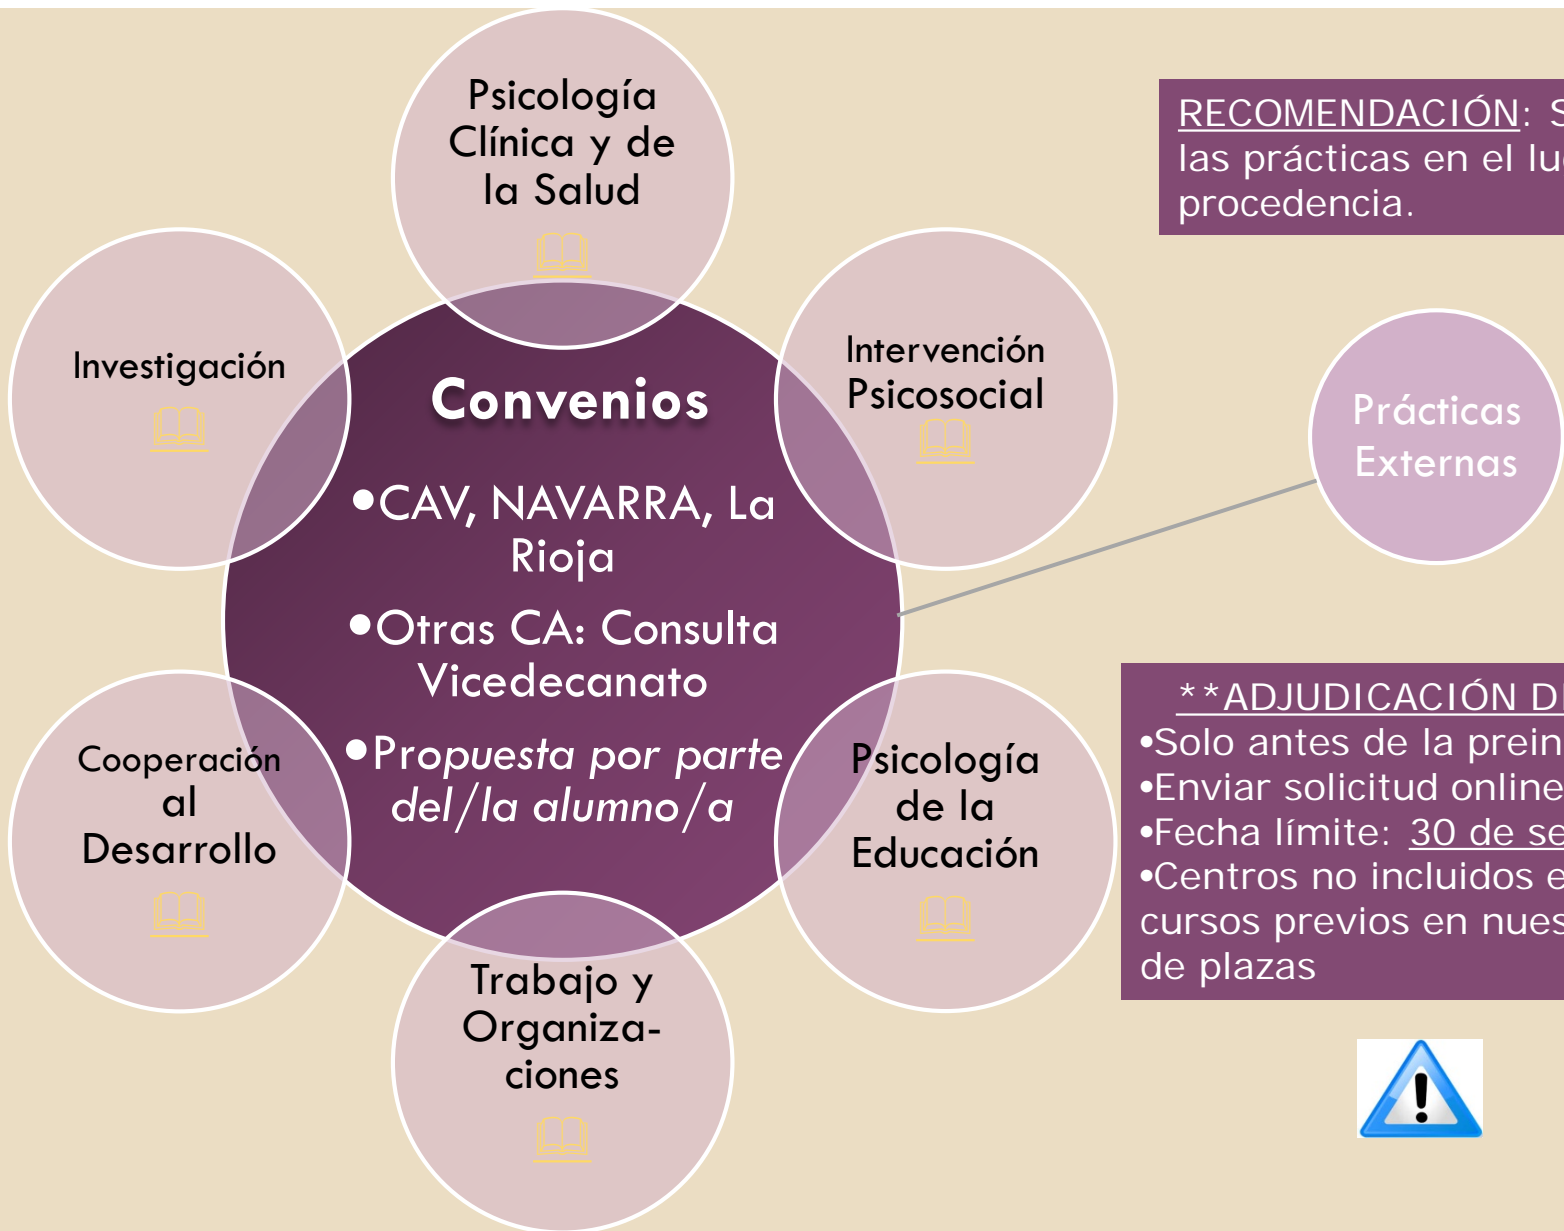 Psicología
Clínica y de
la Salud
RECOMENDACIÓN:
las prácticas en el
procedencia.
Investigación
Intervención
Psicosocial
Prácticas
Externas
Convenios
•CAV, NAVARRA, La
Rioja
•Otras CA: Consulta
Vicedecanato
•Propuesta por parte
del/la alumno/a
Cooperación
al
Desarrollo
Psicología
de la
Educación
Trabajo y
Organiza-
ciones
**ADJUDICACIÓN
•Solo antes de la
•Enviar solicitud online
•Fecha límite: 30 de
•Centros no incluidos
cursos previos en
de plazas